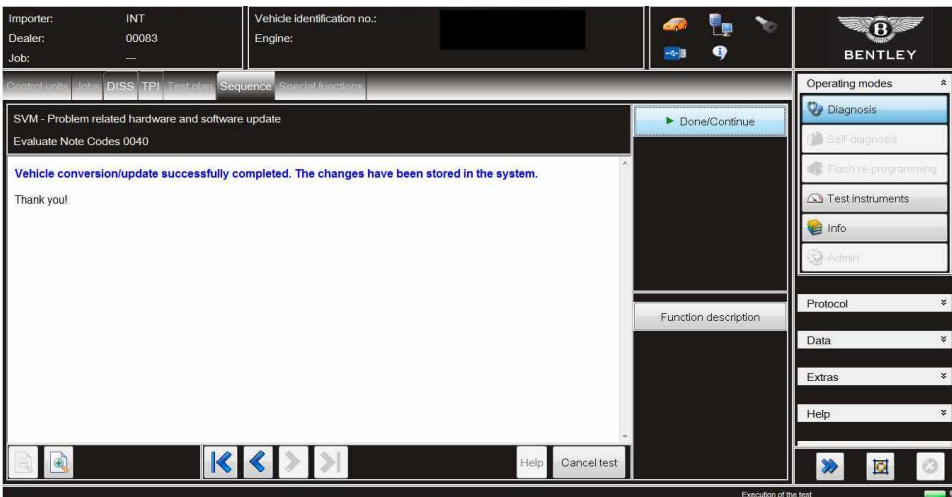 Importer: INT
Dealer: 00083
Job: ---
Vehicle identification no.:
Engine:
BENTLEY
Control units Jobs DISS TPI Test plan Sequence Special functions
SVM - Problem related hardware and software update
Evaluate Note Codes 0040
Vehicle conversion/update successfully completed. The changes have been stored in the system.
Thank you!
Done/Continue
Function description
Help
Cancel test
Operating modes
Diagnosis
Self-diagnosis
Flash re-programming
Test instruments
Info
Admin
Protocol
Data
Extras
Help
Execution of the test